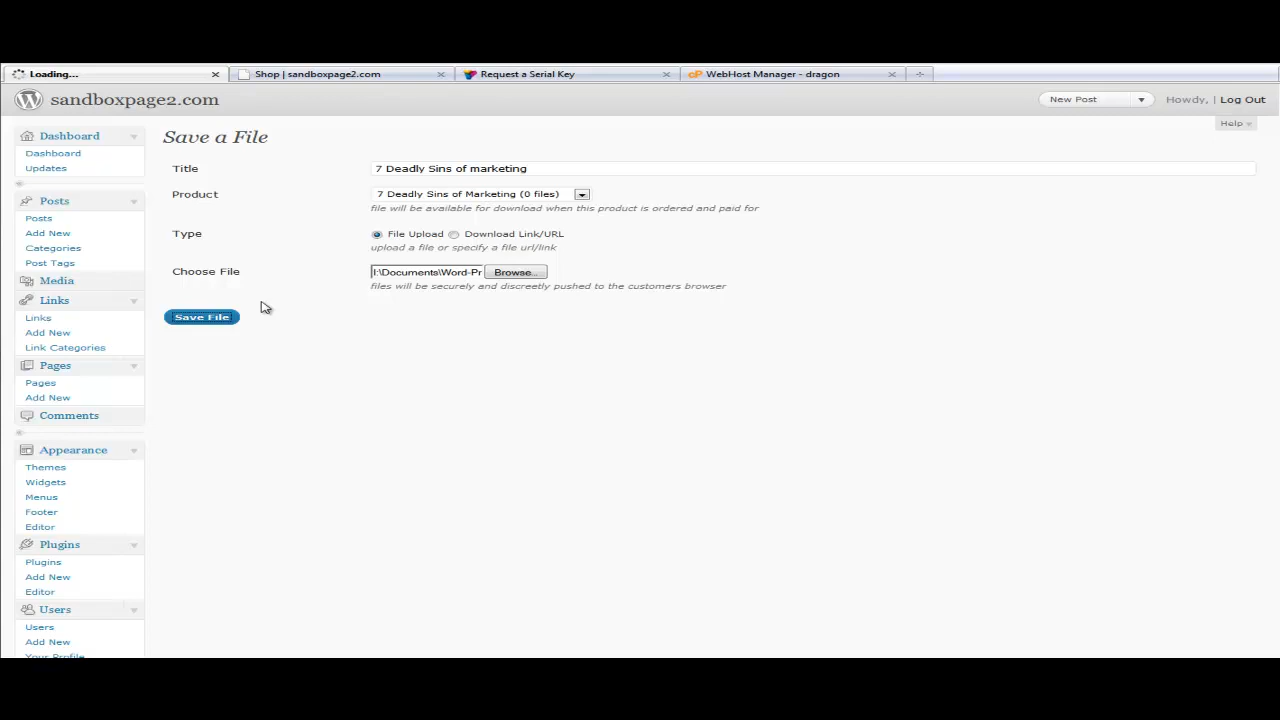 Loading...
Shop | sandboxpage2.com
Request a Serial Key
cP WebHost Manager - dragon
sandboxpage2.com
New Post
Howdy, | Log Out
Help
Dashboard
Dashboard
Updates
Posts
Posts
Add New
Categories
Post Tags
Media
Links
Links
Add New
Link Categories
Pages
Pages
Add New
Comments
Appearance
Themes
Widgets
Menus
Footer
Editor
Plugins
Plugins
Add New
Editor
Users
Users
Add New
Your Profile
Save a File
Title
7 Deadly Sins of marketing
Product
7 Deadly Sins of Marketing (0 files)
file will be available for download when this product is ordered and paid for
Type
File Upload
Download Link/URL
upload a file or specify a file url/link
Choose File
I:\Documents\Word-Pr
Browse...
files will be securely and discreetly pushed to the customers browser
Save File